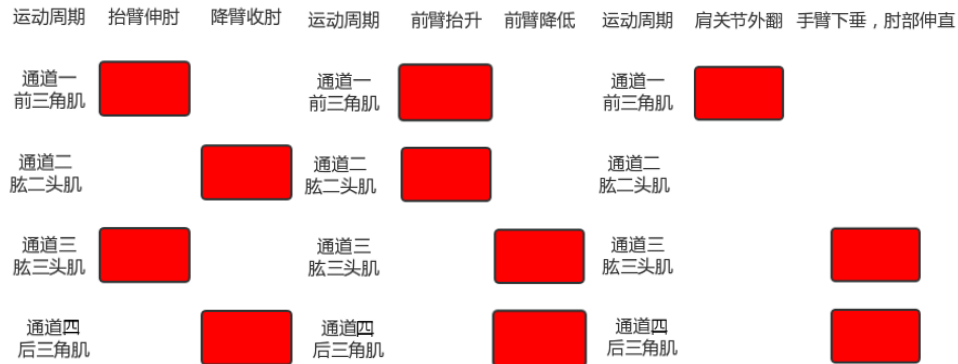 运动周期 抬臂伸肘 降臂收肘 运动周期 前臂抬升 前臂降低 运动周期 肩关节外翻 手臂下垂，肘部伸直
通道一 通道一 通道一
前三角肌 前三角肌 前三角肌
通道二 通道二 通道二
肱二头肌 肱二头肌 肱二头肌
通道三 通道三 通道三
肱三头肌 肱三头肌 肱三头肌
通道四 通道四 通道四
后三角肌 后三角肌 后三角肌